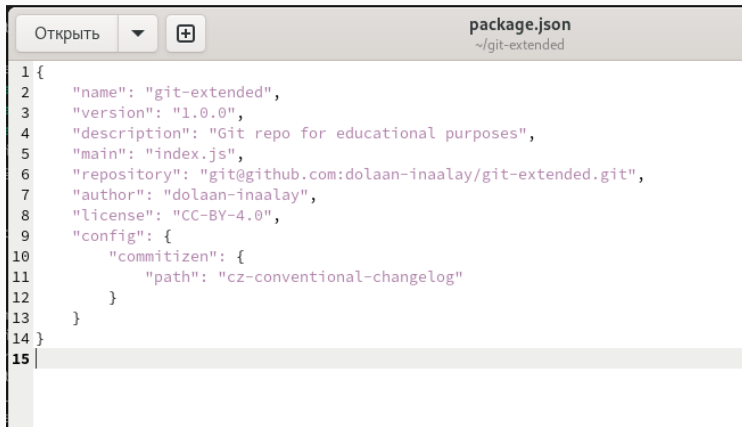 Открыть
package.json
~/git-extended
1 {
2     "name": "git-extended",
3     "version": "1.0.0",
4     "description": "Git repo for educational purposes",
5     "main": "index.js",
6     "repository": "git@github.com:dolaan-inaalay/git-extended.git",
7     "author": "dolaan-inaalay",
8     "license": "CC-BY-4.0",
9     "config": {
10         "commitizen": {
11             "path": "cz-conventional-changelog"
12         }
13     }
14 }
15